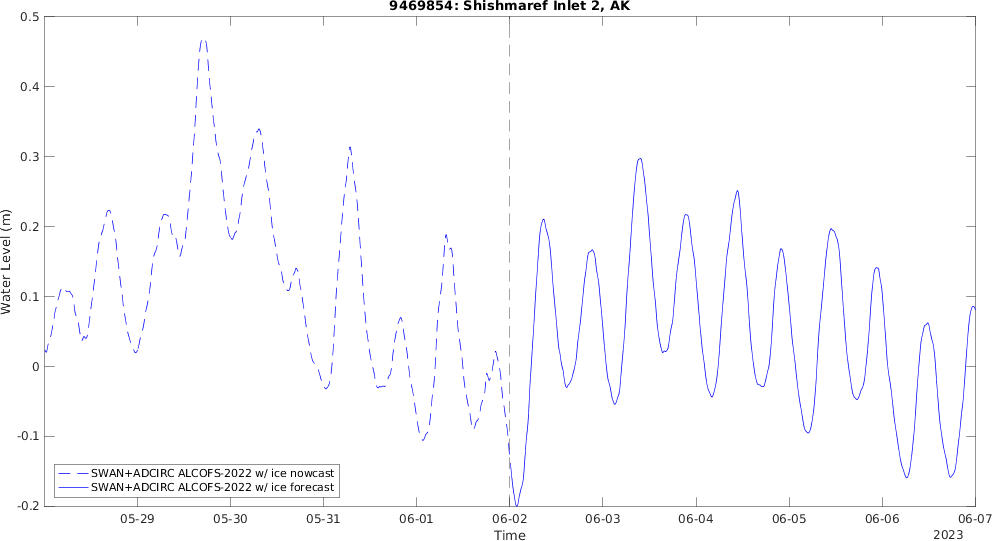 9469854: Shishmaref Inlet 2, AK
0.5
0.4
0.3
0.2
0.1
0
-0.1
-0.2
Water Level (m)
SWAN+ADCIRC ALCOFS-2022 w/ ice nowcast
SWAN+ADCIRC ALCOFS-2022 w/ ice forecast
05-29 05-30 05-31 06-01 06-02 06-03 06-04 06-05 06-06 06-07
Time
2023